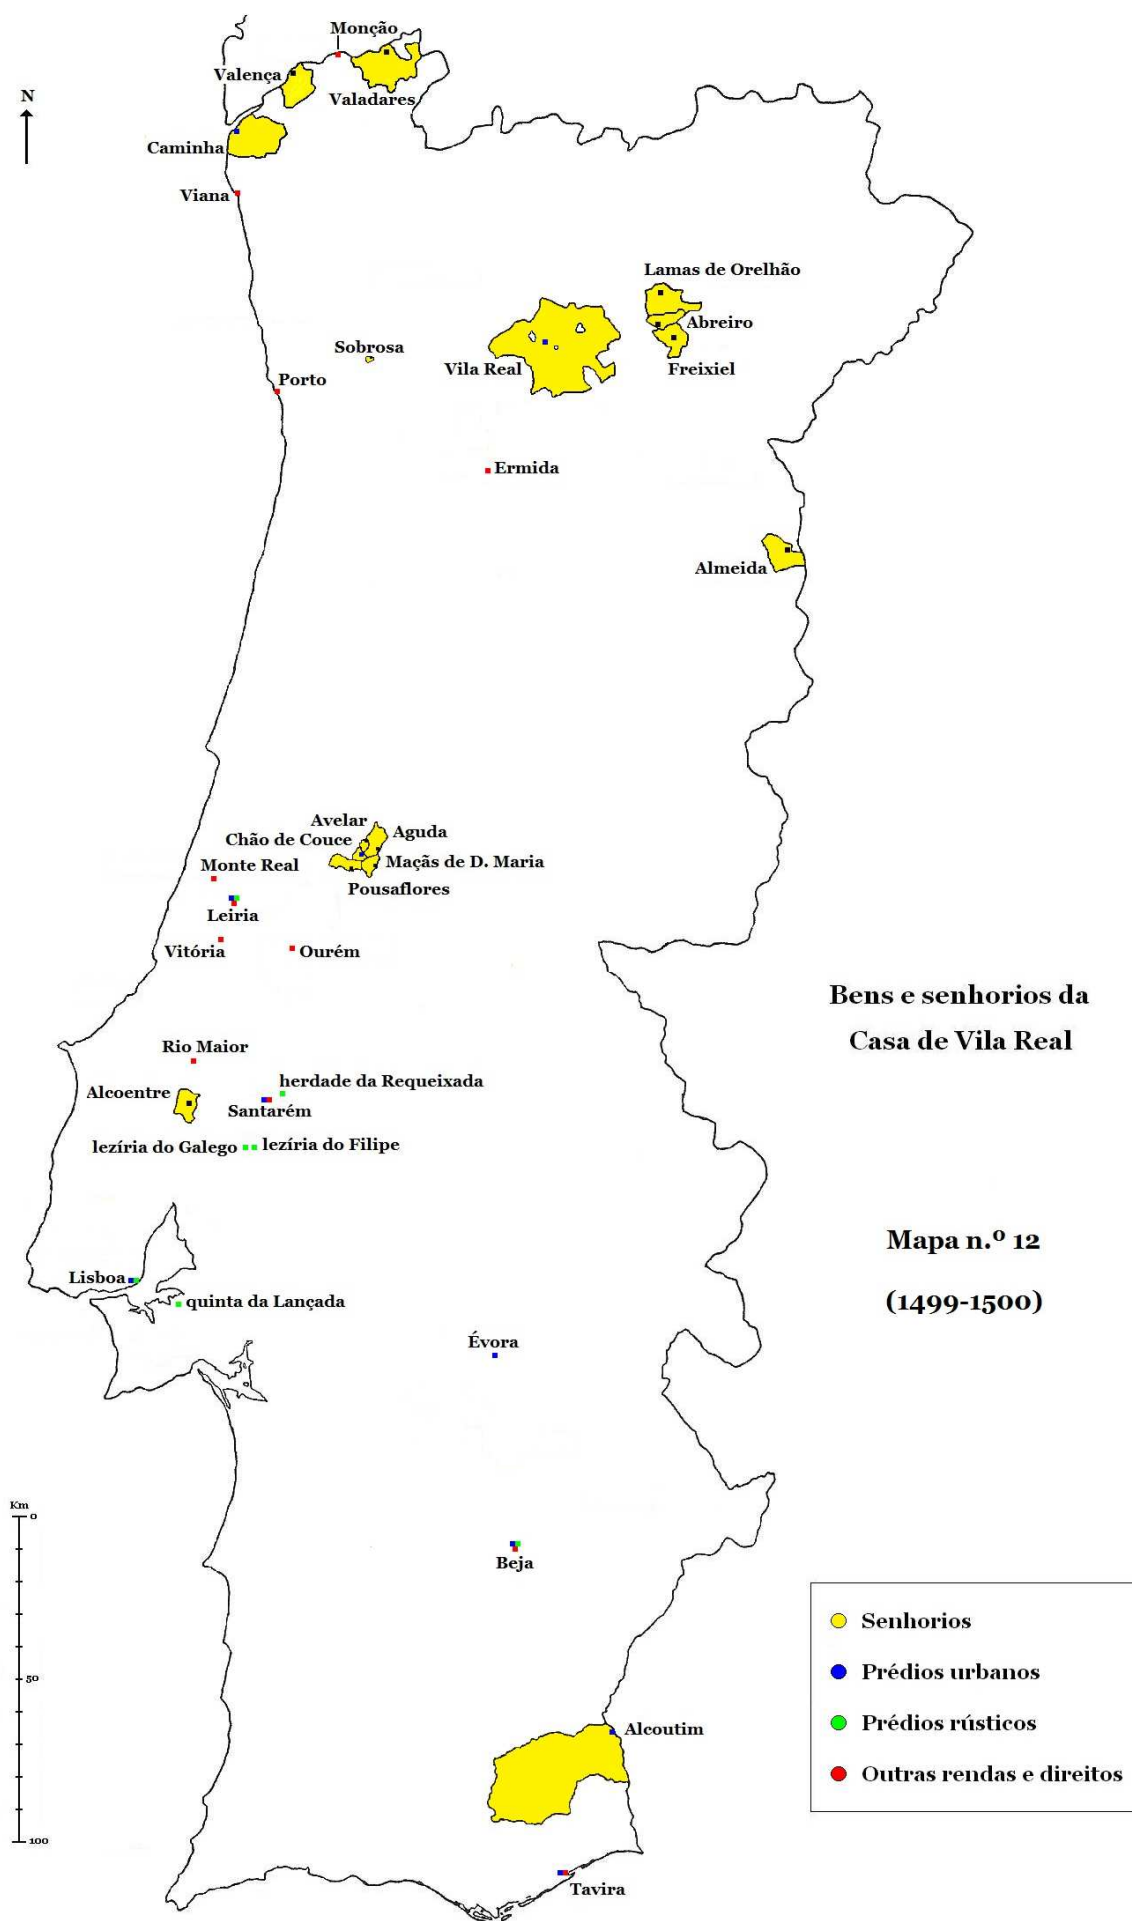 Monção
Valença
Valadares
N
Caminha
Viana
Lamas de Orelhão
Abreiro
Sobrosa
Vila Real
Freixiel
Porto
Ermida
Almeida
Avelar
Aguda
Chão de Couce
Maçãs de D. Maria
Monte Real
Pousaflores
Leiria
Vitória
Ourém
Bens e senhorios da
Casa de Vila Real
Rio Maior
herdade da Requeixada
Alcoentre
Santarém
lezíria do Galego
lezíria do Filipe
Mapa n.º 12
(1499-1500)
Lisboa
quinta da Lançada
Évora
Km
0
50
100
Beja
Senhorios
Prédios urbanos
Prédios rústicos
Outras rendas e direitos
Alcoutim
Tavira